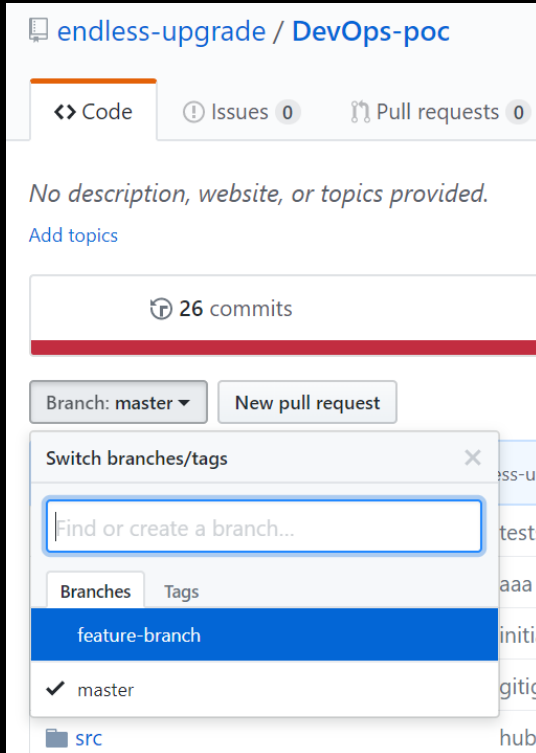 endless-upgrade / DevOps-poc
Code Issues 0 Pull requests 0
No description, website, or topics provided.
Add topics
26 commits
Branch: master New pull request
Switch branches/tags
Find or create a branch...
Branches Tags
feature-branch
master
aaa
src